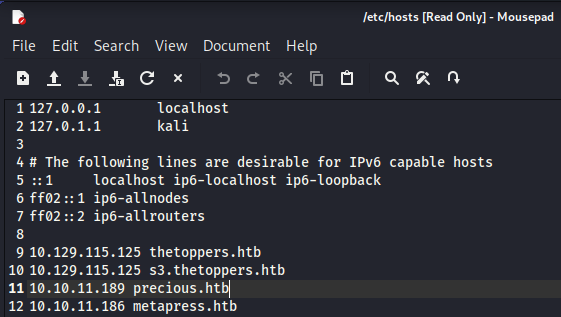 /etc/hosts [Read Only] - Mousepad
File Edit Search View Document Help
1 127.0.0.1 localhost
2 127.0.1.1 kali
3
4 # The following lines are desirable for IPv6 capable hosts
5 ::1 localhost ip6-localhost ip6-loopback
6 ff02::1 ip6-allnodes
7 ff02::2 ip6-allrouters
8
9 10.129.115.125 thetoppers.htb
10 10.129.115.125 s3.thetoppers.htb
11 10.10.11.189 precious.htb
12 10.10.11.186 metapress.htb